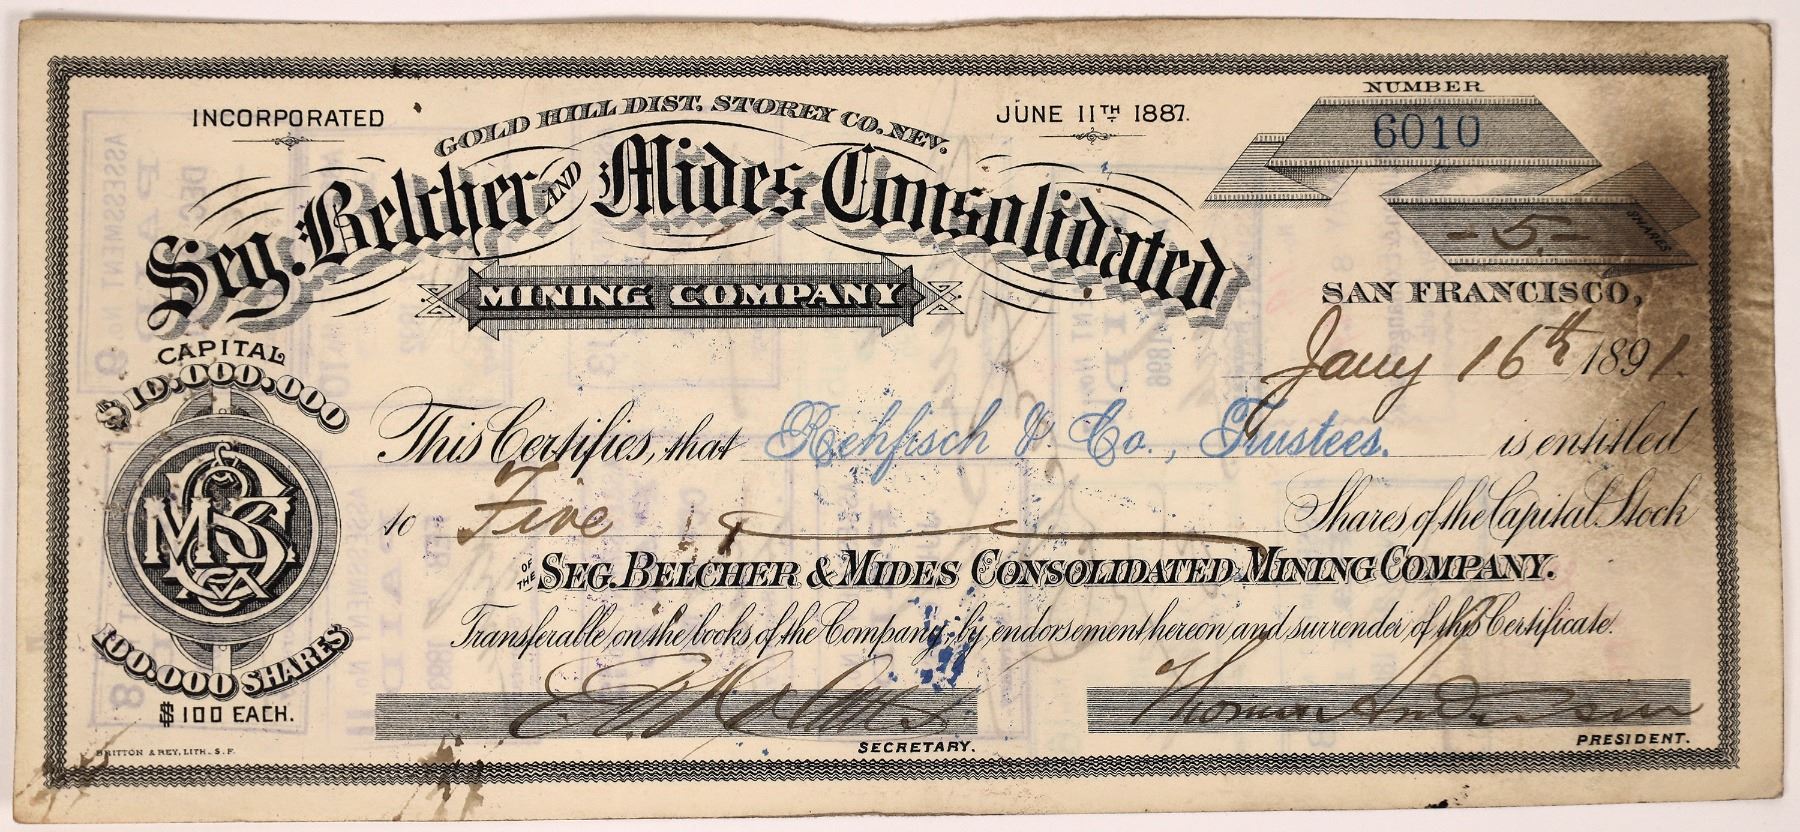 INCORPORATED
GOLD HILL DIST. STOREY CO. NEV.
JUNE 11TH 1887.
NUMBER
6010
Seg. Belcher AND Mides Consolidated
MINING COMPANY
- 5. -
SHARES
SAN FRANCISCO,
Jany 16th 1891.
CAPITAL
$10.000.000
This Certifies, that Rehfisch & Co., Trustees. is entitled
to Five Shares of the Capital Stock
OF THE SEG. BELCHER & MIDES CONSOLIDATED MINING COMPANY.
Transferable on the books of the Company, by endorsement hereon and surrender of this Certificate.
100.000 SHARES
$100 EACH.
Thomas Anderson
SECRETARY.
PRESIDENT.
BRITTON & REY, LITH. S. F.